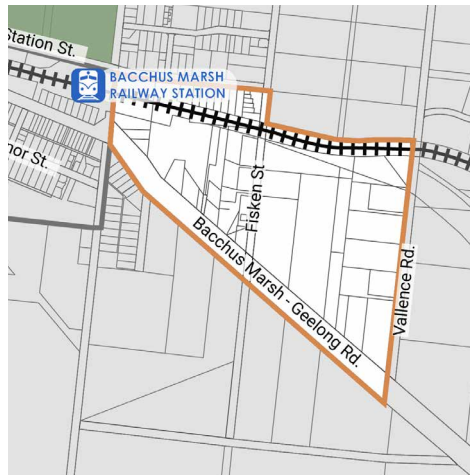 Station St.
BACCHUS MARSH
RAILWAY STATION
nor St.
Fisken St.
Bacchus Marsh - Geelong Rd.
Vallence Rd.